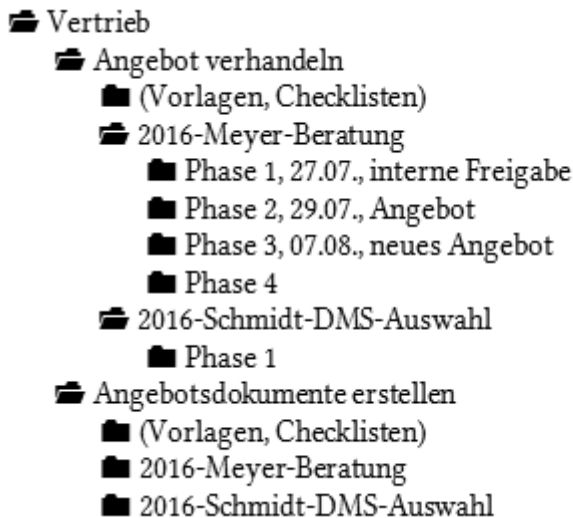 Vertrieb
Angebot verhandeln
(Vorlagen, Checklisten)
2016-Meyer-Beratung
Phase 1, 27.07., interne Freigabe
Phase 2, 29.07., Angebot
Phase 3, 07.08., neues Angebot
Phase 4
2016-Schmidt-DMS-Auswahl
Phase 1
Angebotsdokumente erstellen
(Vorlagen, Checklisten)
2016-Meyer-Beratung
2016-Schmidt-DMS-Auswahl